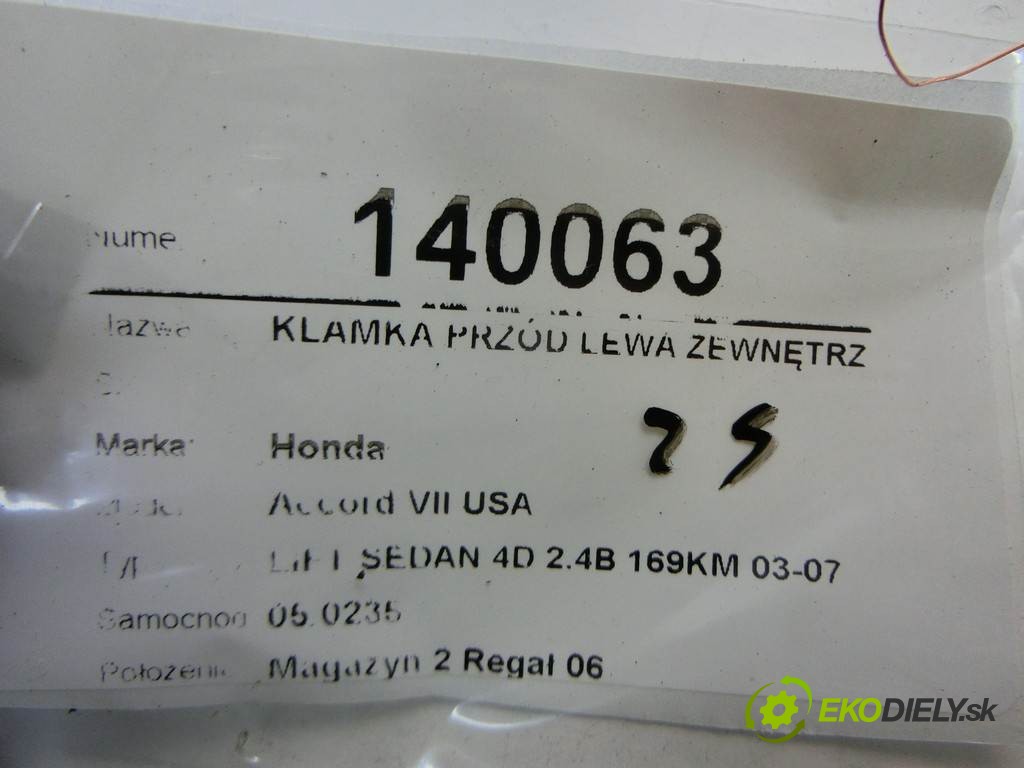 140063
KLAMKA PRZÓD LEWA ZEWNĘTRZ
Marka: Honda
Accord VII USA
LIFT SEDAN 4D 2.4B 169KM 03-07
05.0235
Magazyn 2 Regał 06
EKODIELY.sk